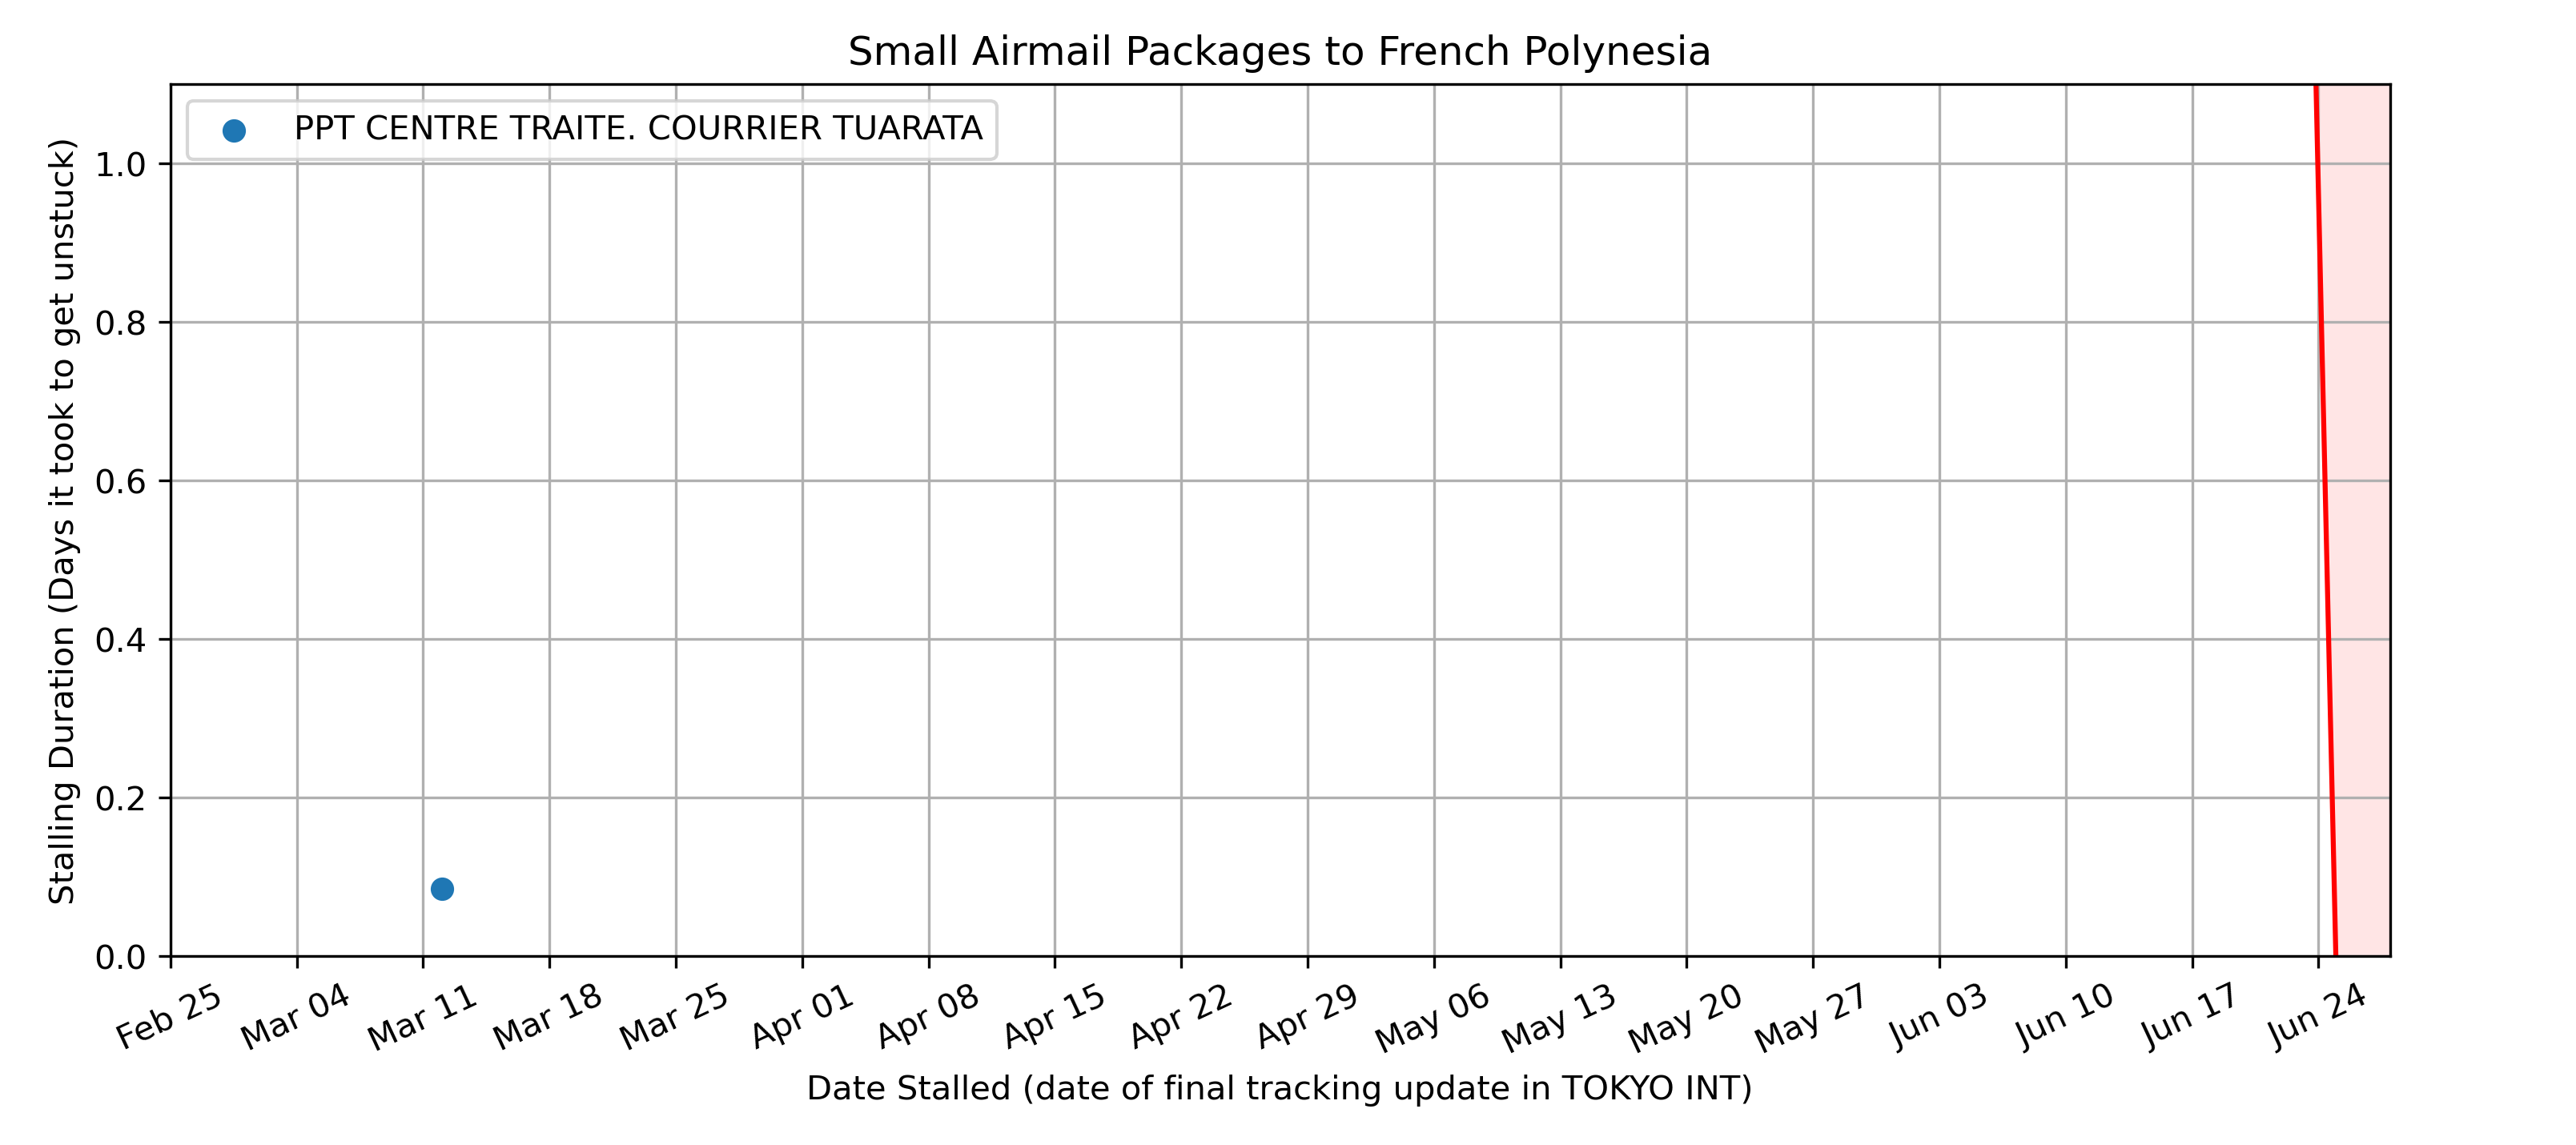 Small Airmail Packages to French Polynesia
PPT CENTRE TRAITE. COURRIER TUARATA
Stalling Duration (Days it took to get unstuck)
1.0
0.8
0.6
0.4
0.2
0.0
Feb 25
Mar 04
Mar 11
Mar 18
Mar 25
Apr 01
Apr 08
Apr 15
Apr 22
Apr 29
May 06
May 13
May 20
May 27
Jun 03
Jun 10
Jun 17
Jun 24
Date Stalled (date of final tracking update in TOKYO INT)